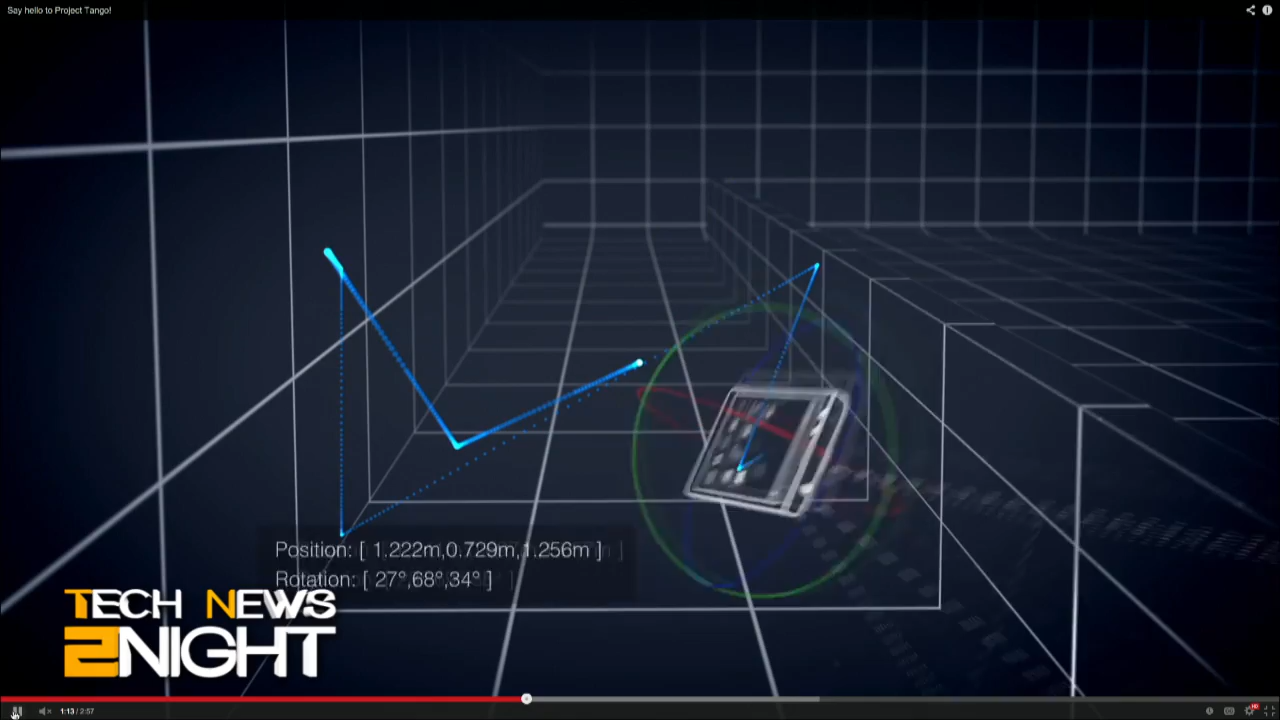 Say hello to Project Tango!
Position: [ 1.222m,0.729m,1.256m ]
Rotation: [ 27°,68°,34° ]
TECH NEWS
2NIGHT
1:13 / 2:57
HD